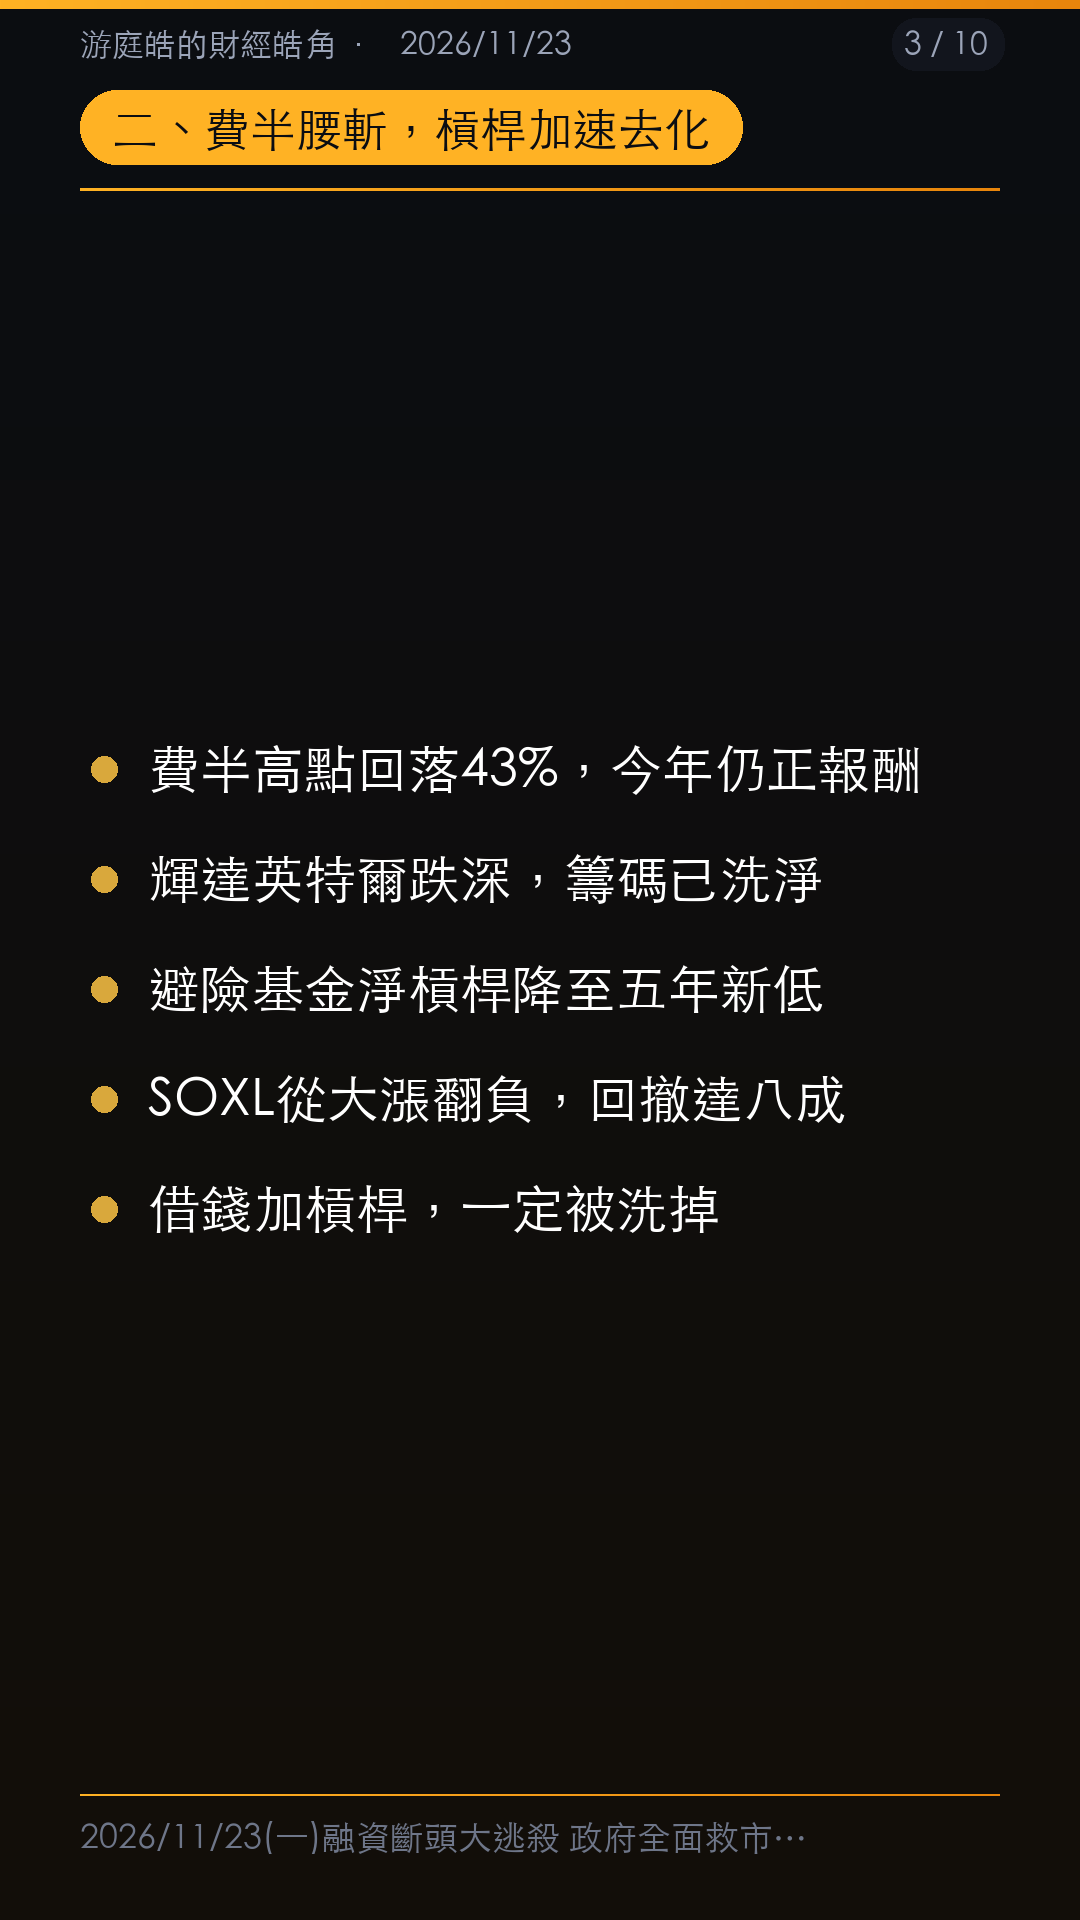 游庭皓的財經皓角 · 2026/11/23
3 / 10
二、費半腰斬，槓桿加速去化
費半高點回落43%，今年仍正報酬
輝達英特爾跌深，籌碼已洗淨
避險基金淨槓桿降至五年新低
SOXL從大漲翻負，回撤達八成
借錢加槓桿，一定被洗掉
2026/11/23(一)融資斷頭大逃殺 政府全面救市⋯